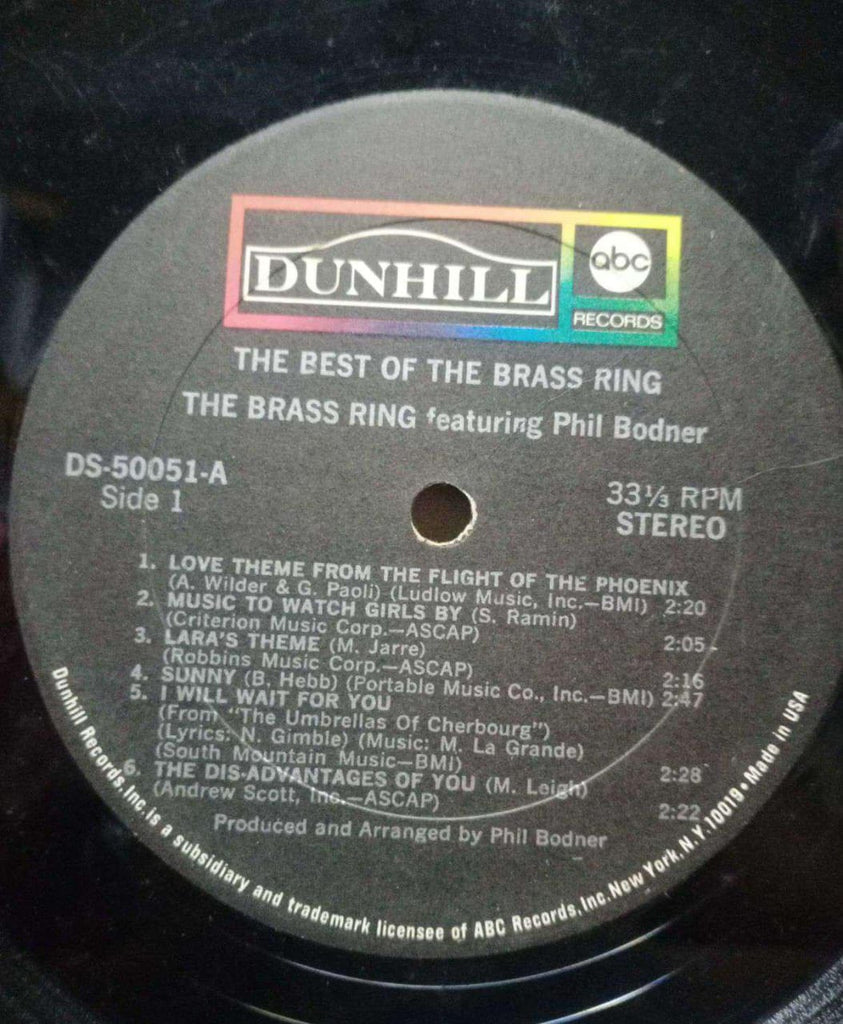 DUNHILL
abc
RECORDS
THE BEST OF THE BRASS RING
THE BRASS RING featuring Phil Bodner
DS-50051-A
Side 1
33⅓ RPM
STEREO
1. LOVE THEME FROM THE FLIGHT OF THE PHOENIX
(A. Wilder & G. Paoli) (Ludlow Music, Inc.—BMI) 2:20
2. MUSIC TO WATCH GIRLS BY (S. Ramin)
(Criterion Music Corp.—ASCAP) 2:05
3. LARA'S THEME (M. Jarre)
(Robbins Music Corp.—ASCAP) 2:16
4. SUNNY (B. Hebb) (Portable Music Co., Inc.—BMI) 2:47
5. I WILL WAIT FOR YOU
(From "The Umbrellas Of Cherbourg")
(Lyrics: N. Gimble) (Music: M. La Grande)
(South Mountain Music—BMI) 2:28
6. THE DIS-ADVANTAGES OF YOU (M. Leigh)
(Andrew Scott, Inc.—ASCAP) 2:22
Produced and Arranged by Phil Bodner
Dunhill Records, Inc. is a subsidiary and trademark licensee of ABC Records, Inc. New York, N.Y. 10019 • Made in USA